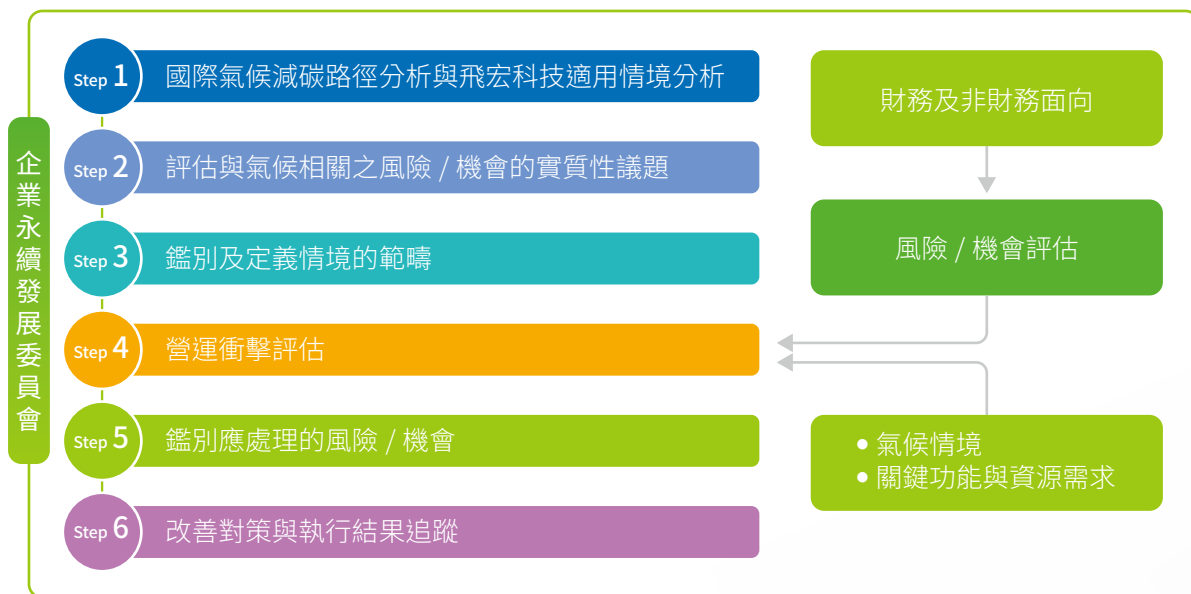 企業永續發展委員會
Step 1 國際氣候減碳路徑分析與飛宏科技適用情境分析
Step 2 評估與氣候相關之風險 / 機會的實質性議題
Step 3 鑑別及定義情境的範疇
Step 4 營運衝擊評估
Step 5 鑑別應處理的風險 / 機會
Step 6 改善對策與執行結果追蹤
財務及非財務面向
風險 / 機會評估
• 氣候情境
• 關鍵功能與資源需求